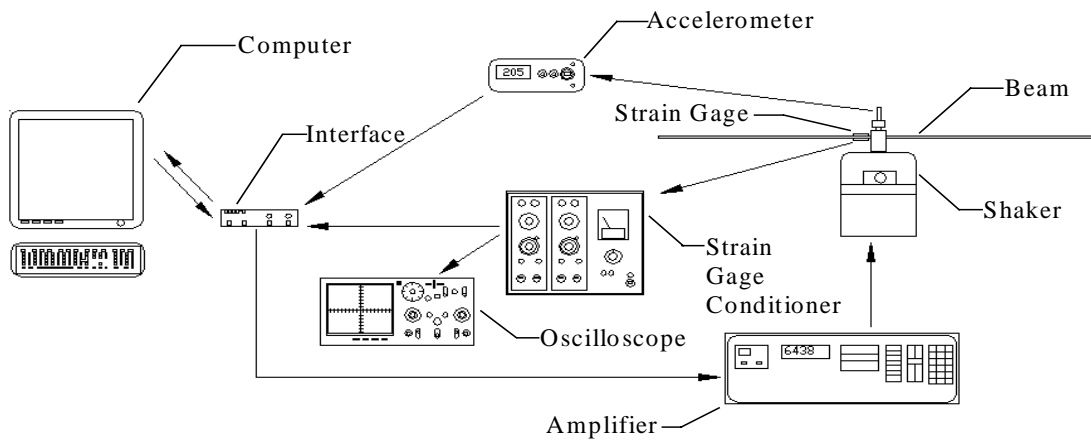 Computer
Accelerometer
205
Beam
Strain Gage
Interface
Shaker
Strain
Gage
Conditioner
Oscilloscope
6438
Amplifier